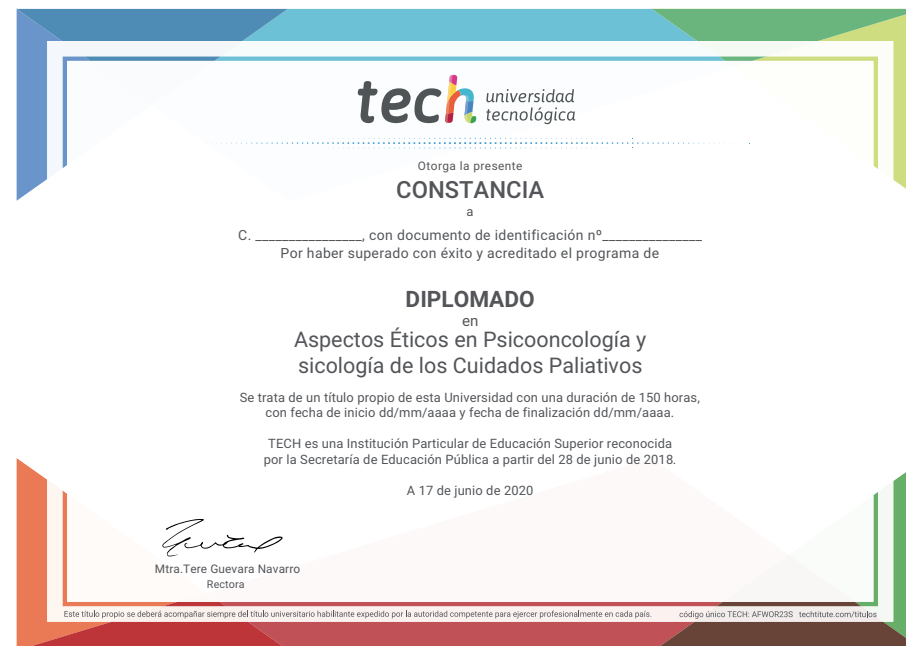 tech universidad
tecnológica
Otorga la presente
CONSTANCIA
a
C. ________________, con documento de identificación nº_______________
Por haber superado con éxito y acreditado el programa de
DIPLOMADO
en
Aspectos Éticos en Psicooncología y
sicología de los Cuidados Paliativos
Se trata de un título propio de esta Universidad con una duración de 150 horas,
con fecha de inicio dd/mm/aaaa y fecha de finalización dd/mm/aaaa.
TECH es una Institución Particular de Educación Superior reconocida
por la Secretaría de Educación Pública a partir del 28 de junio de 2018.
A 17 de junio de 2020
Mtra.Tere Guevara Navarro
Rectora
Este título propio se deberá acompañar siempre del título universitario habilitante expedido por la autoridad competente para ejercer profesionalmente en cada país. código único TECH: AFWOR23S techtitute.com/títulos